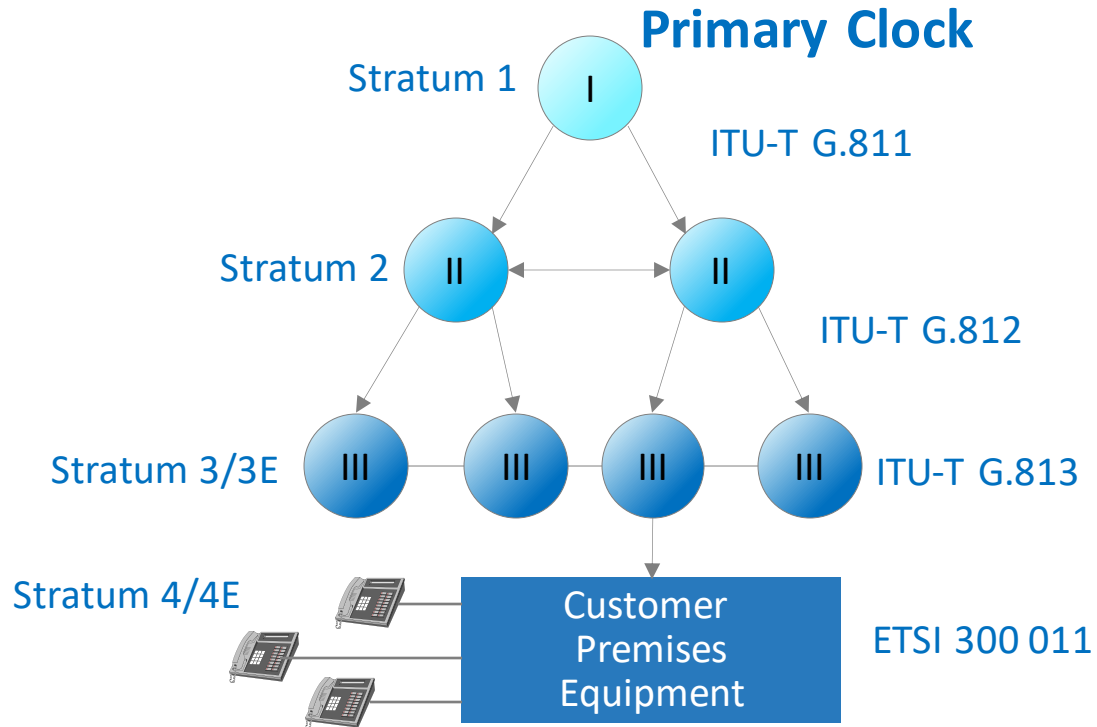 Primary Clock
Stratum 1
I
ITU-T G.811
Stratum 2
II
II
ITU-T G.812
Stratum 3/3E
III
III
III
III
ITU-T G.813
Stratum 4/4E
Customer
Premises
Equipment
ETSI 300 011